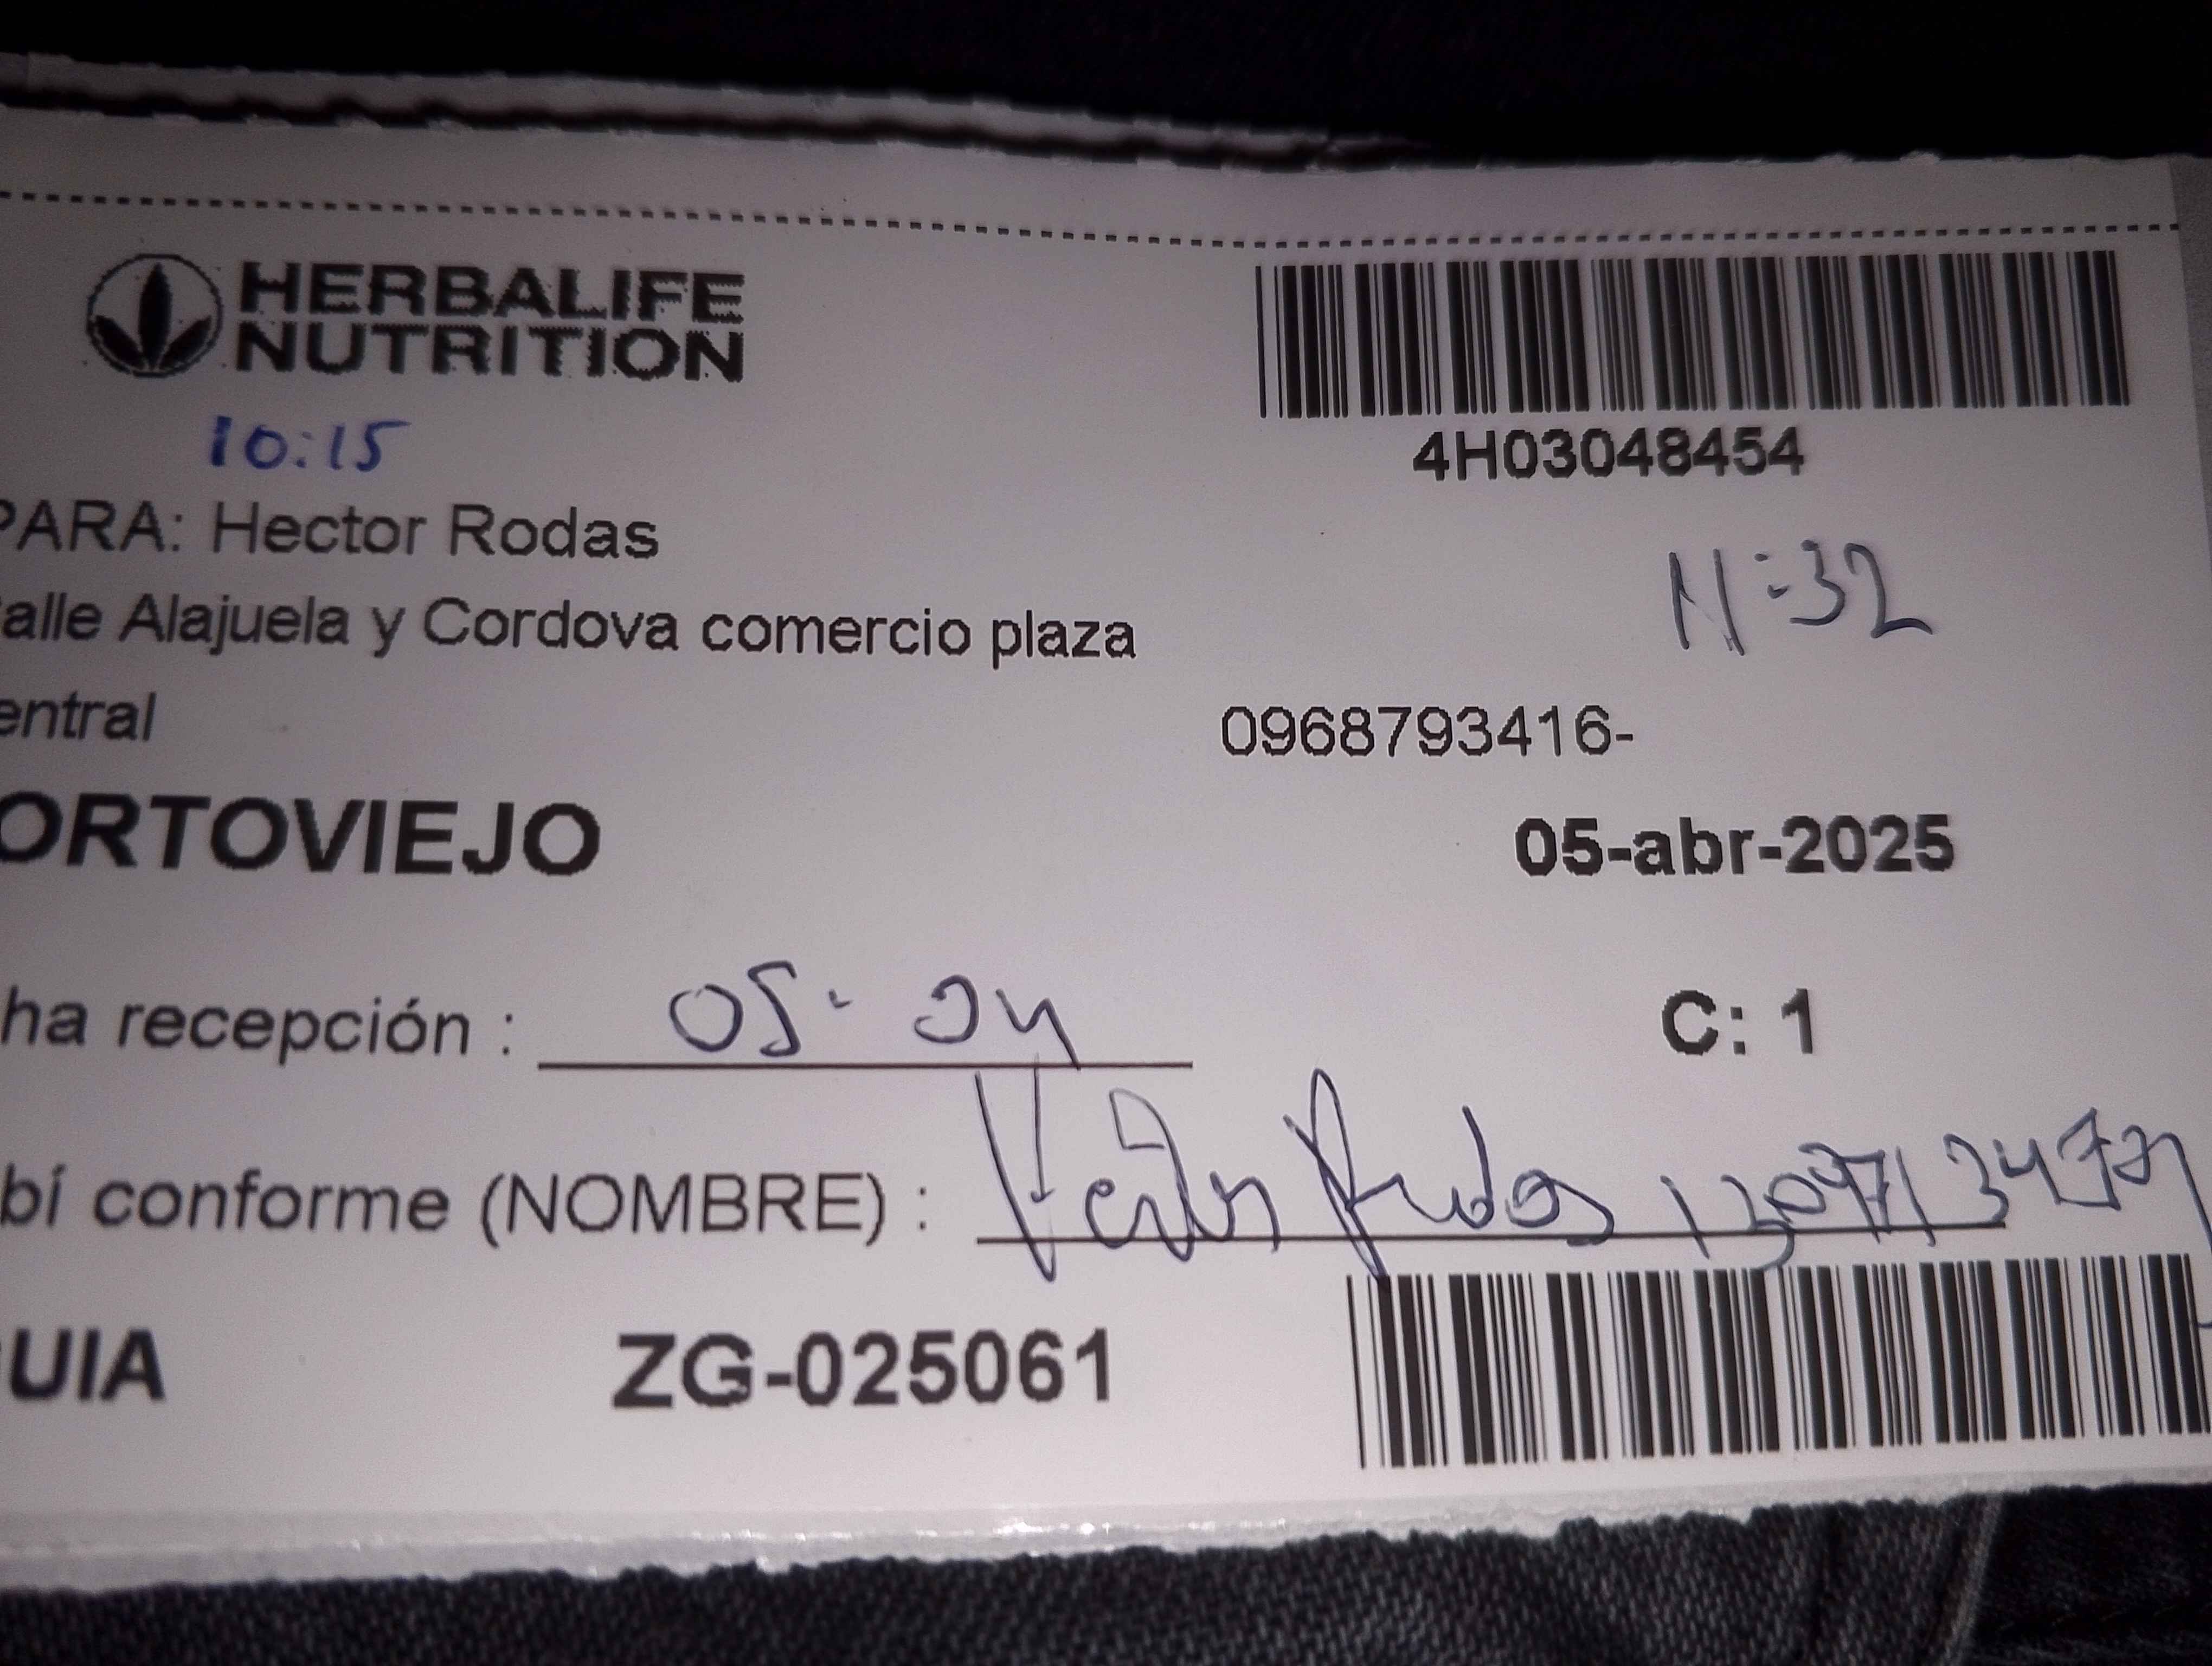 HERBALIFE
NUTRITION
10:15
4H03048454
PARA: Hector Rodas
N:32
alle Alajuela y Cordova comercio plaza
entral
0968793416-
ORTOVIEJO
05-abr-2025
ha recepción : 05-04
C: 1
bí conforme (NOMBRE) : Rodas
UIA ZG-025061